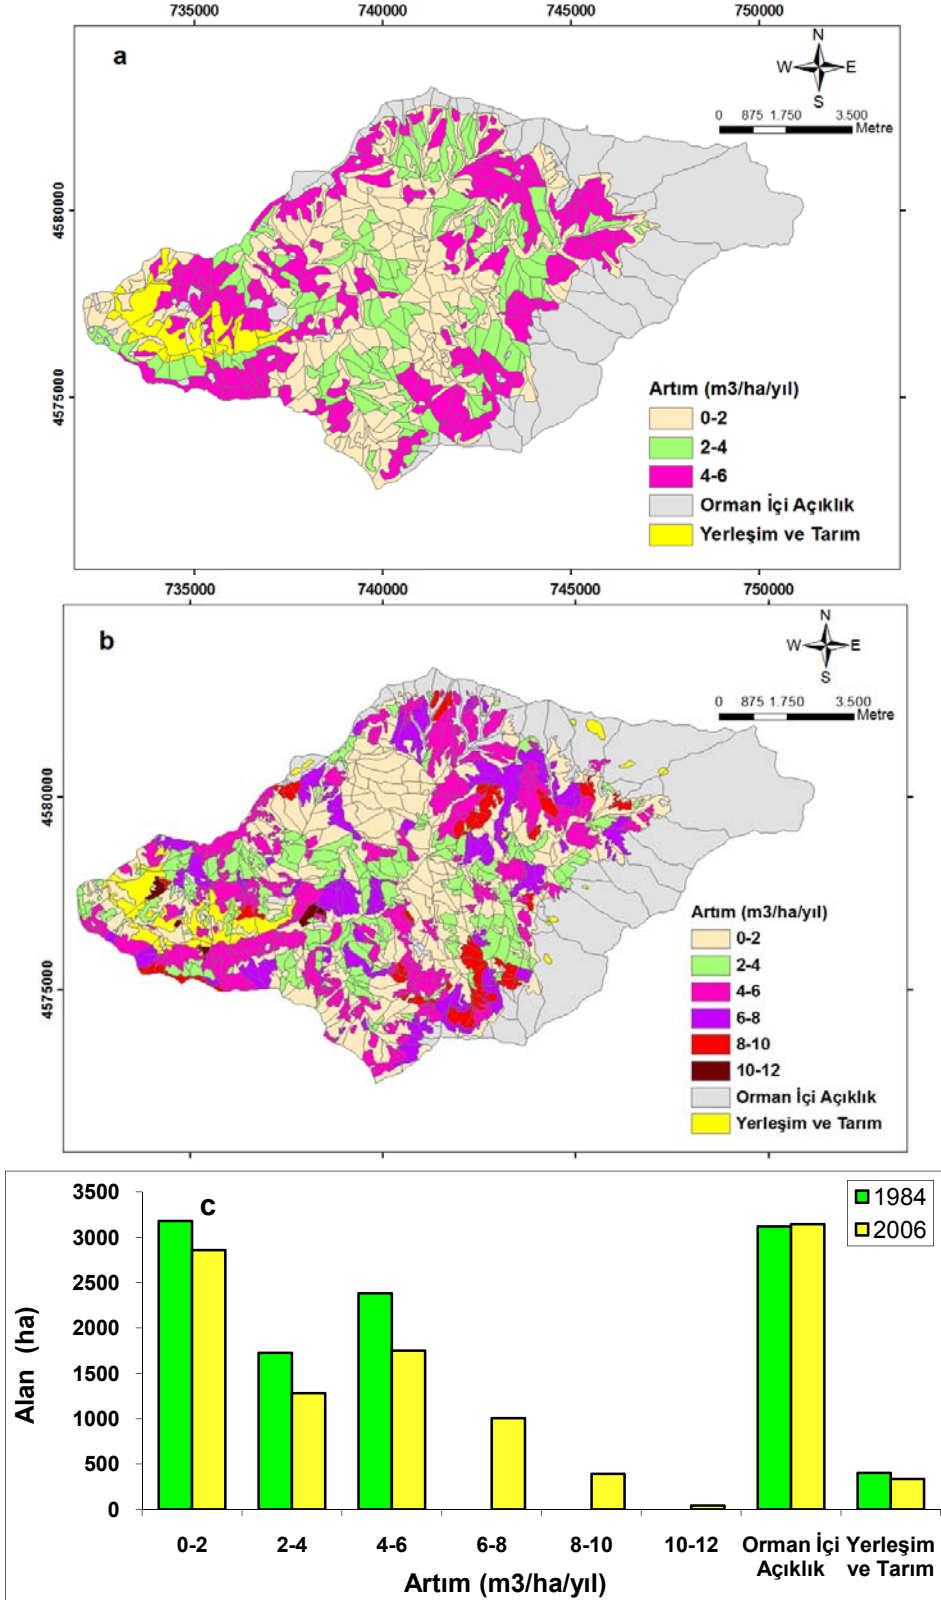 735000 740000 745000 750000
a
N
W E
S
0 875 1.750 3.500
Metre
4580000
4575000
Artım (m3/ha/yıl)
0-2
2-4
4-6
Orman İçi Açıklık
Yerleşim ve Tarım
735000 740000 745000 750000
b
N
W E
S
0 875 1.750 3.500
Metre
4580000
4575000
Artım (m3/ha/yıl)
0-2
2-4
4-6
6-8
8-10
10-12
Orman İçi Açıklık
Yerleşim ve Tarım
c
1984
2006
3500
3000
2500
2000
1500
1000
500
0
Alan (ha)
0-2 2-4 4-6 6-8 8-10 10-12 Orman İçi Yerleşim
Açıklık ve Tarım
Artım (m3/ha/yıl)